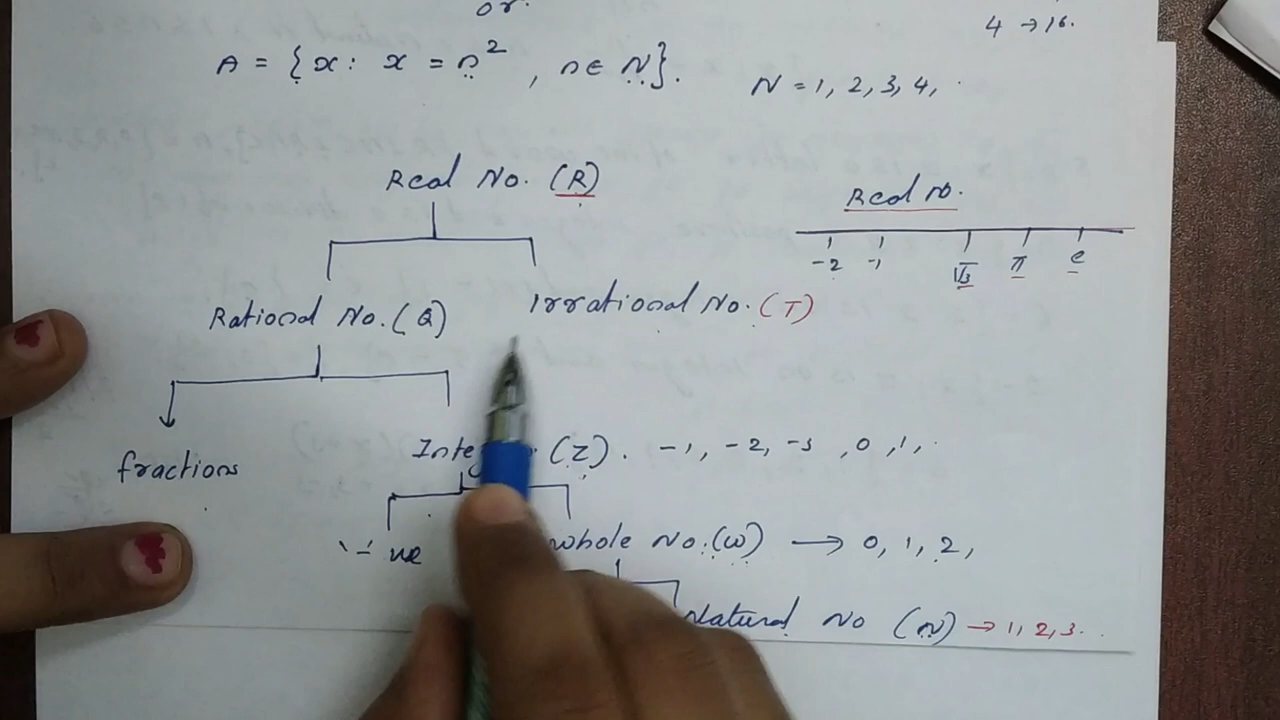 or.
4 → 16.
A = {x : x = n² , n ∈ N}.
N = 1, 2, 3, 4,
Real No. (R)
Real no.
-2 -1 √3 π e
Rational No. (Q)
Irrational No. (T)
fractions
(Z). -1, -2, -3 , 0 , 1 ,
'-' ve
whole No. (W) → 0, 1, 2,
Natural No (N) → 1, 2, 3..